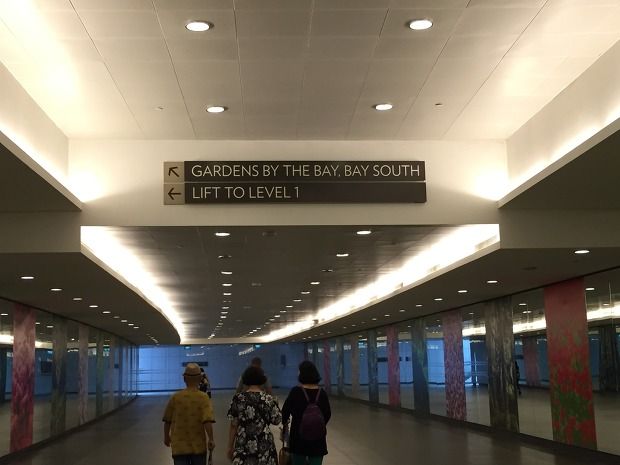 GARDENS BY THE BAY, BAY SOUTH
LIFT TO LEVEL 1